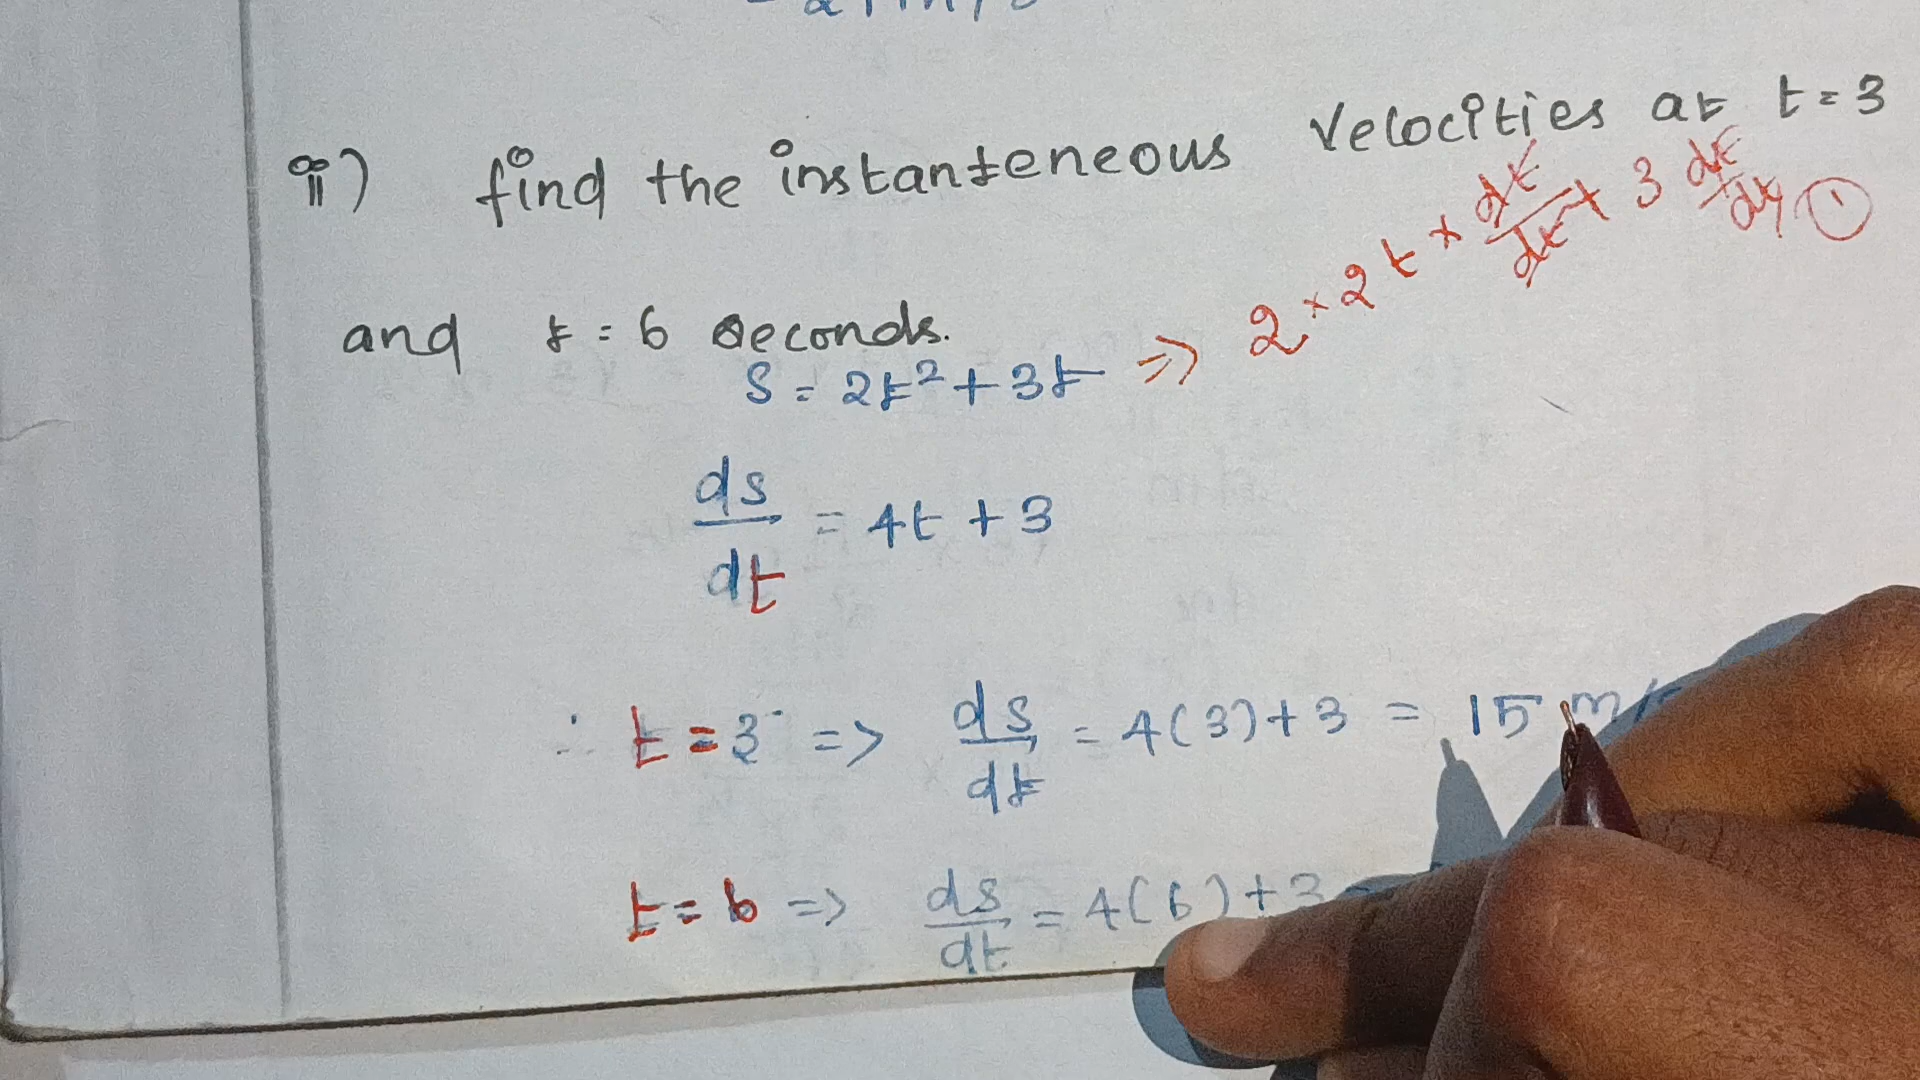 ii) find the instanteneous velocities at t = 3
2 × 2t × dt/dt + 3 dt/dt (1)
and t = 6 seconds.
S = 2t² + 3t =>
ds/dt = 4t + 3
∴ t = 3 => ds/dt = 4(3) + 3 = 15 m/
t = 6 => ds/dt = 4(6) + 3